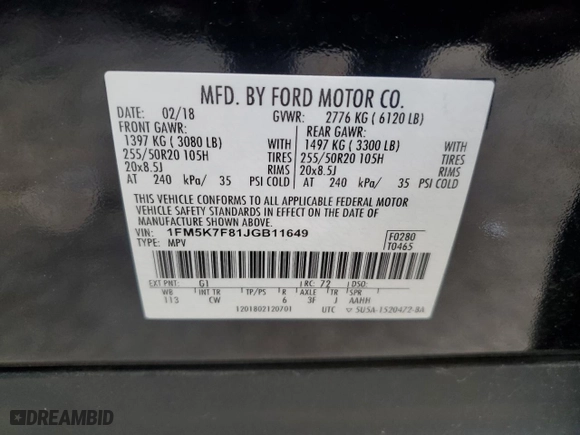 MFD. BY FORD MOTOR CO.
DATE: 02/18 GVWR: 2776 KG ( 6120 LB)
FRONT GAWR: REAR GAWR:
1397 KG ( 3080 LB) WITH 1497 KG ( 3300 LB) WITH
255/50R20 105H TIRES 255/50R20 105H TIRES
20x8.5J RIMS 20x8.5J RIMS
AT 240 kPa/ 35 PSI COLD AT 240 kPa/ 35 PSI COLD
THIS VEHICLE CONFORMS TO ALL APPLICABLE FEDERAL MOTOR
VEHICLE SAFETY STANDARDS IN EFFECT ON THE DATE OF
MANUFACTURE SHOWN ABOVE.
VIN: 1FM5K7F81JGB11649 F0280
TYPE: MPV T0465
EXT PNT: G1 RC: 72 DSO:
WB INT TR TP/PS R AXLE TR SPR
113 CW 6 3F J AAHH
1201802120701 UTC ▽ SU5A-1520472-BA
DREAMBID